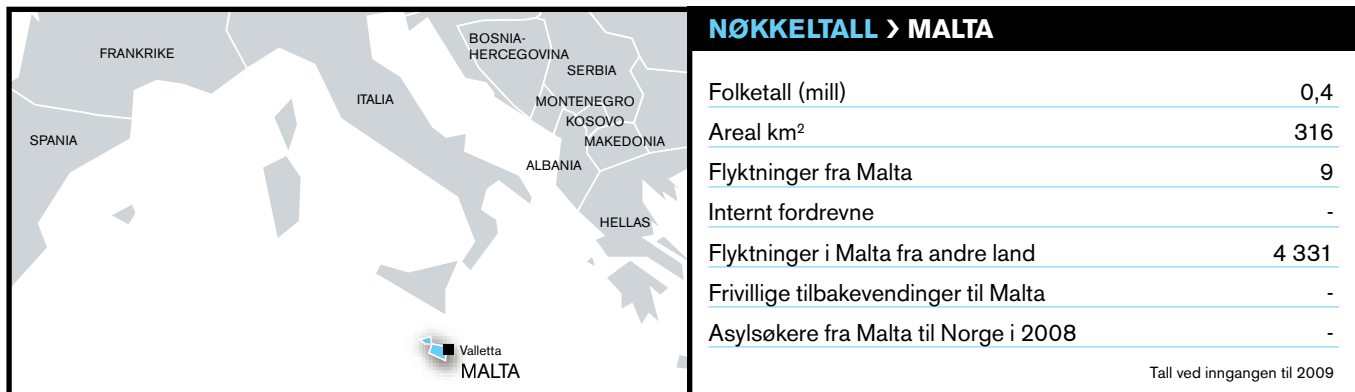 FRANKRIKE
SPANIA
ITALIA
BOSNIA-
HERCEGOVINA
SERBIA
MONTENEGRO
KOSOVO
MAKEDONIA
ALBANIA
HELLAS
Valletta
MALTA
NØKKELTALL › MALTA
Folketall (mill) 0,4
Areal km² 316
Flyktninger fra Malta 9
Internt fordrevne -
Flyktninger i Malta fra andre land 4 331
Frivillige tilbakevendinger til Malta -
Asylsøkere fra Malta til Norge i 2008 -
Tall ved inngangen til 2009